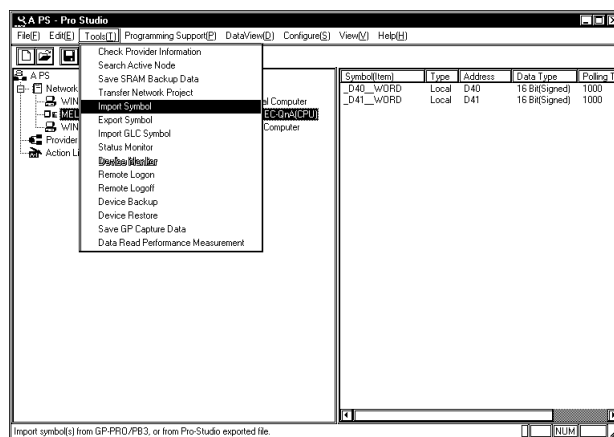 A PS - Pro Studio
File(F) Edit(E) Tools(T) Programming Support(P) DataView(D) Configure(S) View(V) Help(H)
Check Provider Information
Search Active Node
Save SRAM Backup Data
Transfer Network Project
Import Symbol
Export Symbol
Import GLC Symbol
Status Monitor
Device Monitor
Remote Logon
Remote Logoff
Device Backup
Device Restore
Save GP Capture Data
Data Read Performance Measurement
A PS
Network
WIN al Computer
MEL EC-QnA(CPU)
WIN Computer
Provider
Action Li
Symbol(Item) Type Address Data Type Polling T
_D40__WORD Local D40 16 Bit(Signed) 1000
_D41__WORD Local D41 16 Bit(Signed) 1000
Import symbol(s) from GP-PRO/PB3, or from Pro-Studio exported file.
NUM